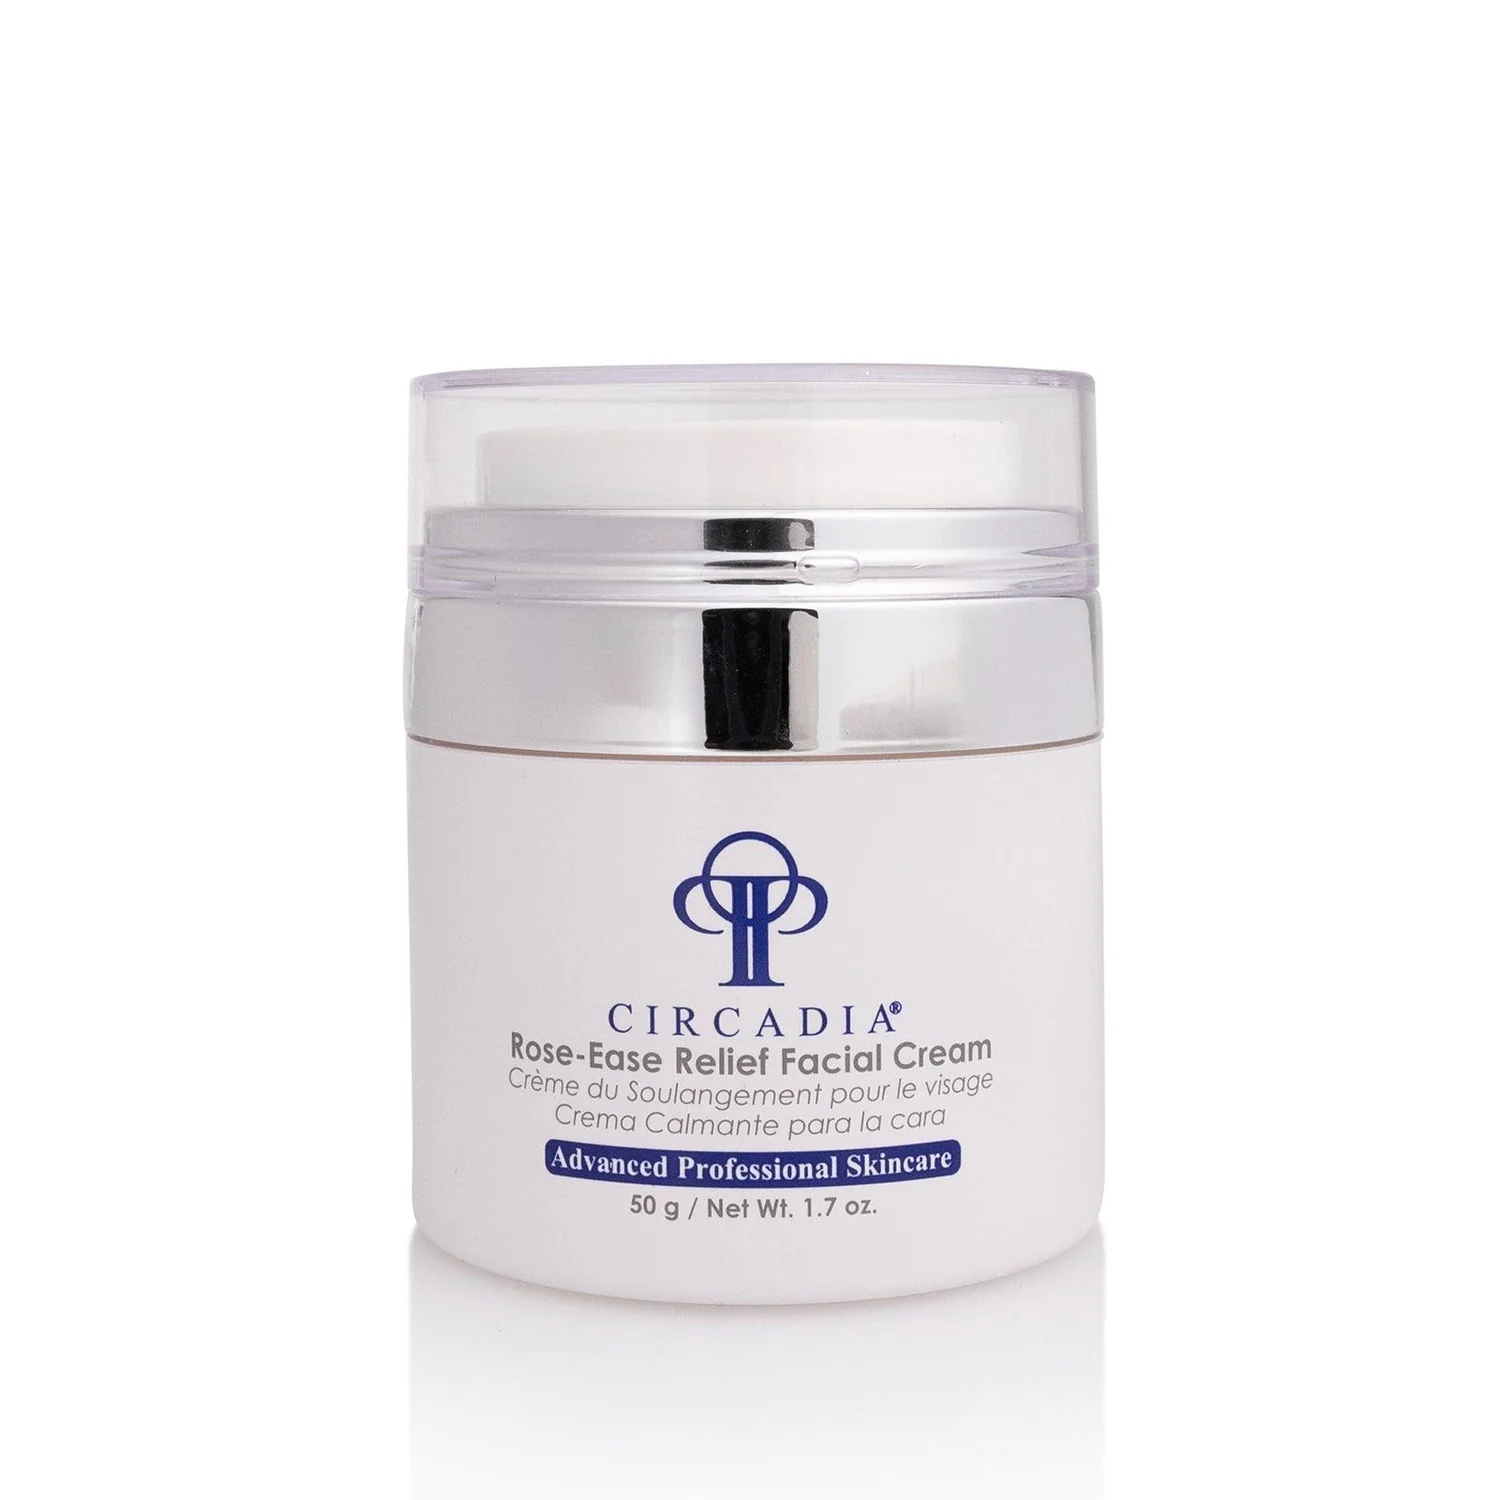 CIRCADIA®
Rose-Ease Relief Facial Cream
Crème du Soulangement pour le visage
Crema Calmante para la cara
Advanced Professional Skincare
50 g / Net Wt. 1.7 oz.